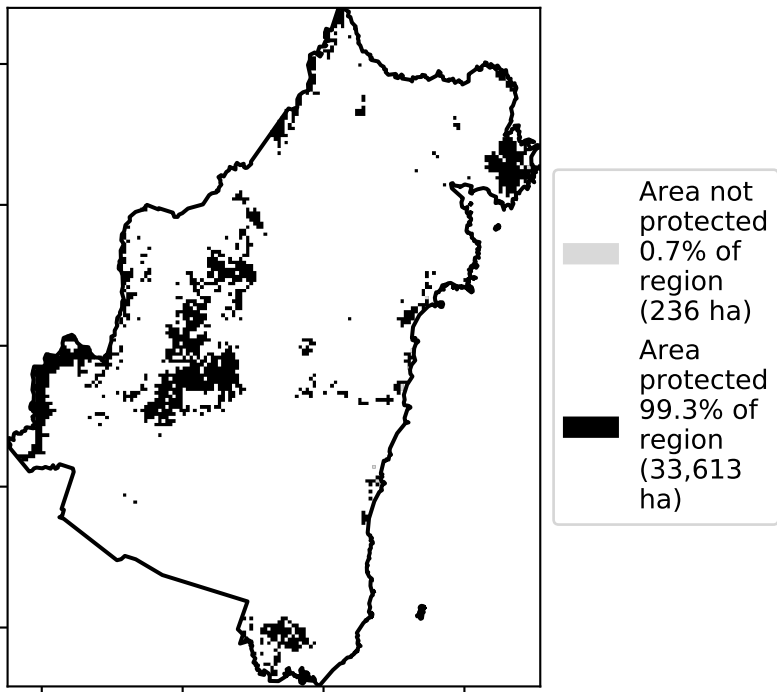 Area not
protected
0.7% of
region
(236 ha)
Area
protected
99.3% of
region
(33,613
ha)